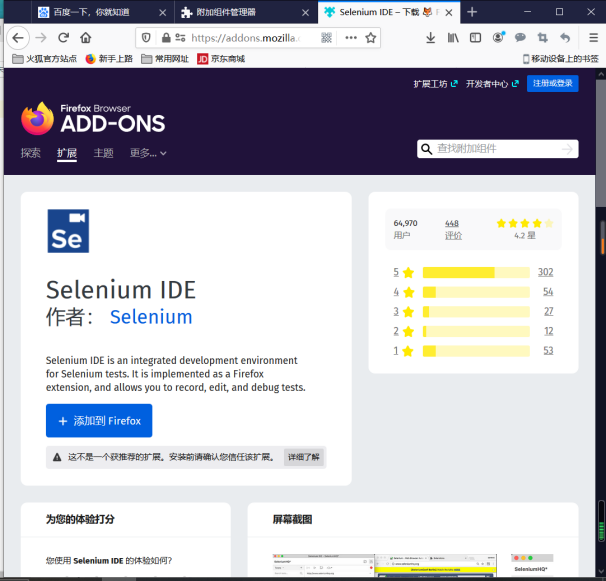 百度一下，你就知道
附加组件管理器
Selenium IDE – 下载
https://addons.mozilla.
火狐官方站点 新手上路 常用网址 JD 京东商城 移动设备上的书签
扩展工坊 开发者中心 注册或登录
Firefox Browser
ADD-ONS
探索 扩展 主题 更多...
查找附加组件
Se
Selenium IDE
作者： Selenium
Selenium IDE is an integrated development environment
for Selenium tests. It is implemented as a Firefox
extension, and allows you to record, edit, and debug tests.
+ 添加到 Firefox
这不是一个获推荐的扩展。安装前请确认您信任该扩展。 详细了解
64,970 448
用户 评价 4.2 星
5 302
4 54
3 27
2 12
1 53
为您的体验打分
您使用 Selenium IDE 的体验如何？
屏幕截图
SeleniumHQ